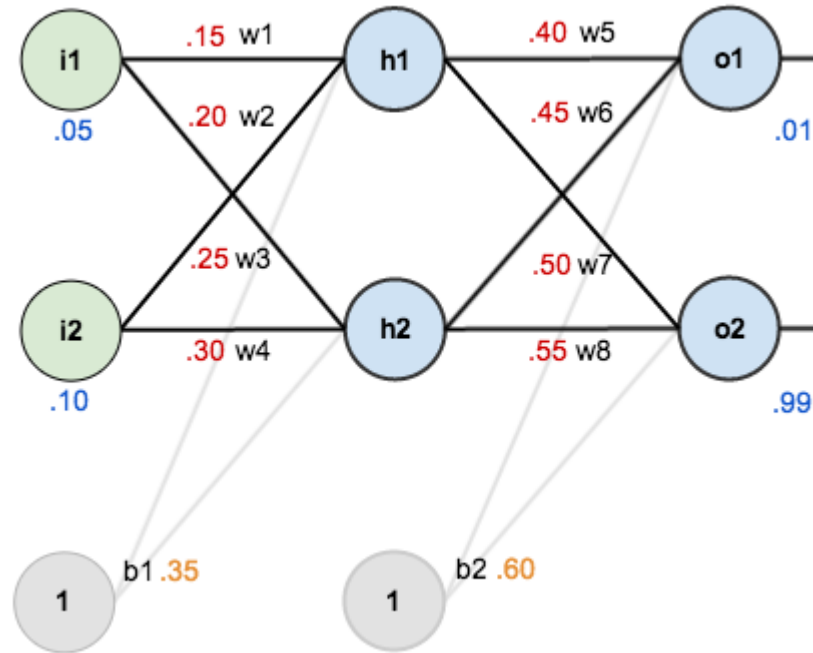 .15 w1
.40 w5
i1
h1
o1
.20 w2
.45 w6
.05
.01
.25 w3
.50 w7
i2
h2
o2
.30 w4
.55 w8
.10
.99
b1 .35
b2 .60
1
1